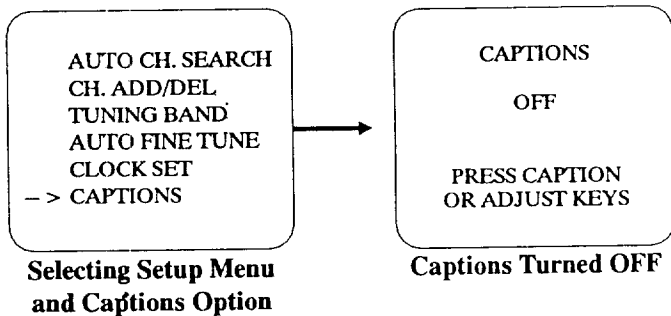 AUTO CH. SEARCH
CH. ADD/DEL
TUNING BAND
AUTO FINE TUNE
CLOCK SET
– > CAPTIONS
Selecting Setup Menu
and Captions Option
CAPTIONS
OFF
PRESS CAPTION
OR ADJUST KEYS
Captions Turned OFF